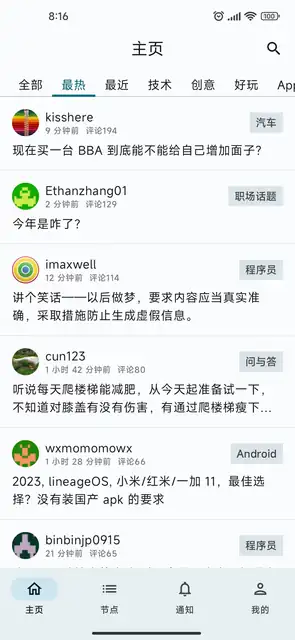 8:16
100
主页
全部 最热 最近 技术 创意 好玩 App
kisshere
9 分钟前 评论194
汽车
现在买一台 BBA 到底能不能给自己增加面子?
Ethanzhang01
2 分钟前 评论129
职场话题
今年是咋了?
imaxwell
12 分钟前 评论114
程序员
讲个笑话——以后做梦，要求内容应当真实准
确，采取措施防止生成虚假信息。
cun123
1 小时 42 分钟前 评论80
问与答
听说每天爬楼梯能减肥，从今天起准备试一下，
不知道对膝盖有没有伤害，有通过爬楼梯瘦下...
wxmomomowx
1 小时 28 分钟前 评论66
Android
2023, lineageOS, 小米/红米/一加 11，最佳选
择？没有装国产 apk 的要求
binbinjp0915
21 分钟前 评论65
程序员
主页 节点 通知 我的